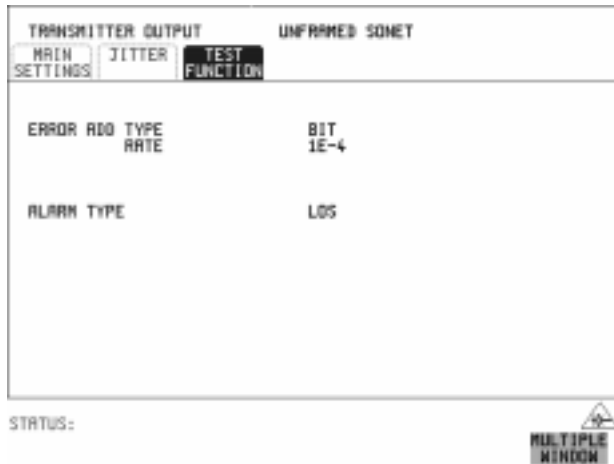 TRANSMITTER OUTPUT UNFRAMED SONET
MAIN SETTINGS JITTER TEST FUNCTION
ERROR ADD TYPE BIT
RATE 1E-4
ALARM TYPE LOS
STATUS:
MULTIPLE WINDOW